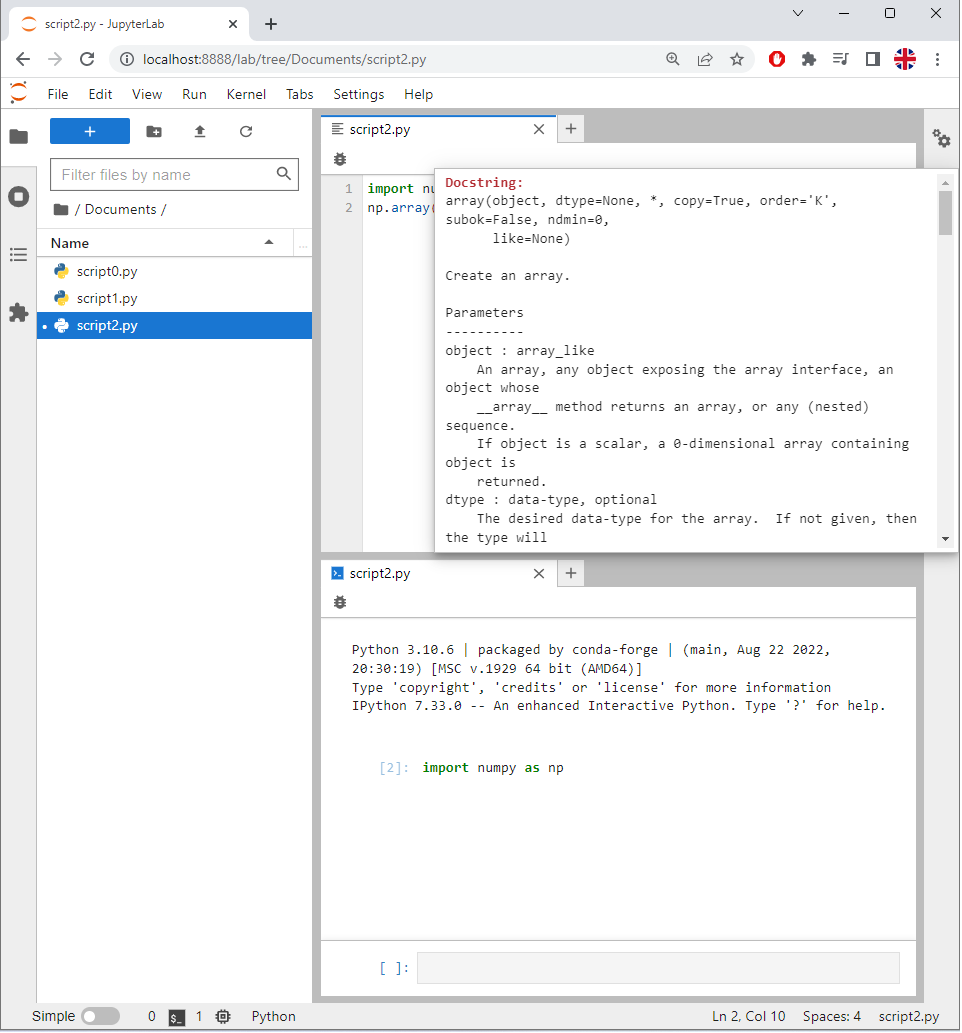 script2.py - JupyterLab
localhost:8888/lab/tree/Documents/script2.py
File Edit View Run Kernel Tabs Settings Help
+
Filter files by name
/ Documents /
Name
...
script0.py
script1.py
script2.py
script2.py
1 import nu
2 np.array(
Docstring:
array(object, dtype=None, *, copy=True, order='K',
subok=False, ndmin=0,
like=None)
Create an array.
Parameters
----------
object : array_like
An array, any object exposing the array interface, an
object whose
__array__ method returns an array, or any (nested)
sequence.
If object is a scalar, a 0-dimensional array containing
object is
returned.
dtype : data-type, optional
The desired data-type for the array.  If not given, then
the type will
script2.py
Python 3.10.6 | packaged by conda-forge | (main, Aug 22 2022,
20:30:19) [MSC v.1929 64 bit (AMD64)]
Type 'copyright', 'credits' or 'license' for more information
IPython 7.33.0 -- An enhanced Interactive Python. Type '?' for help.
[2]: import numpy as np
[ ]:
Simple 0 $_ 1 Python Ln 2, Col 10 Spaces: 4 script2.py